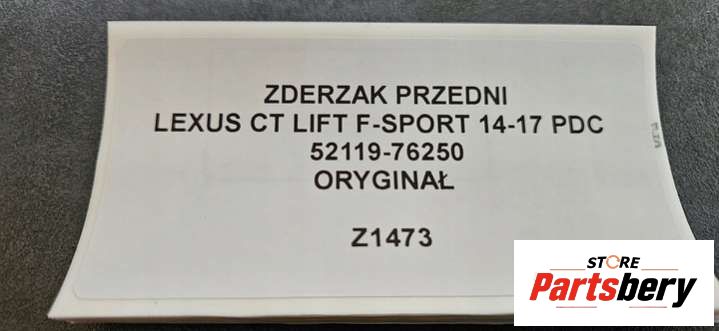 ZDERZAK PRZEDNI
LEXUS CT LIFT F-SPORT 14-17 PDC
52119-76250
ORYGINAŁ
Z1473
STORE
Partsbery